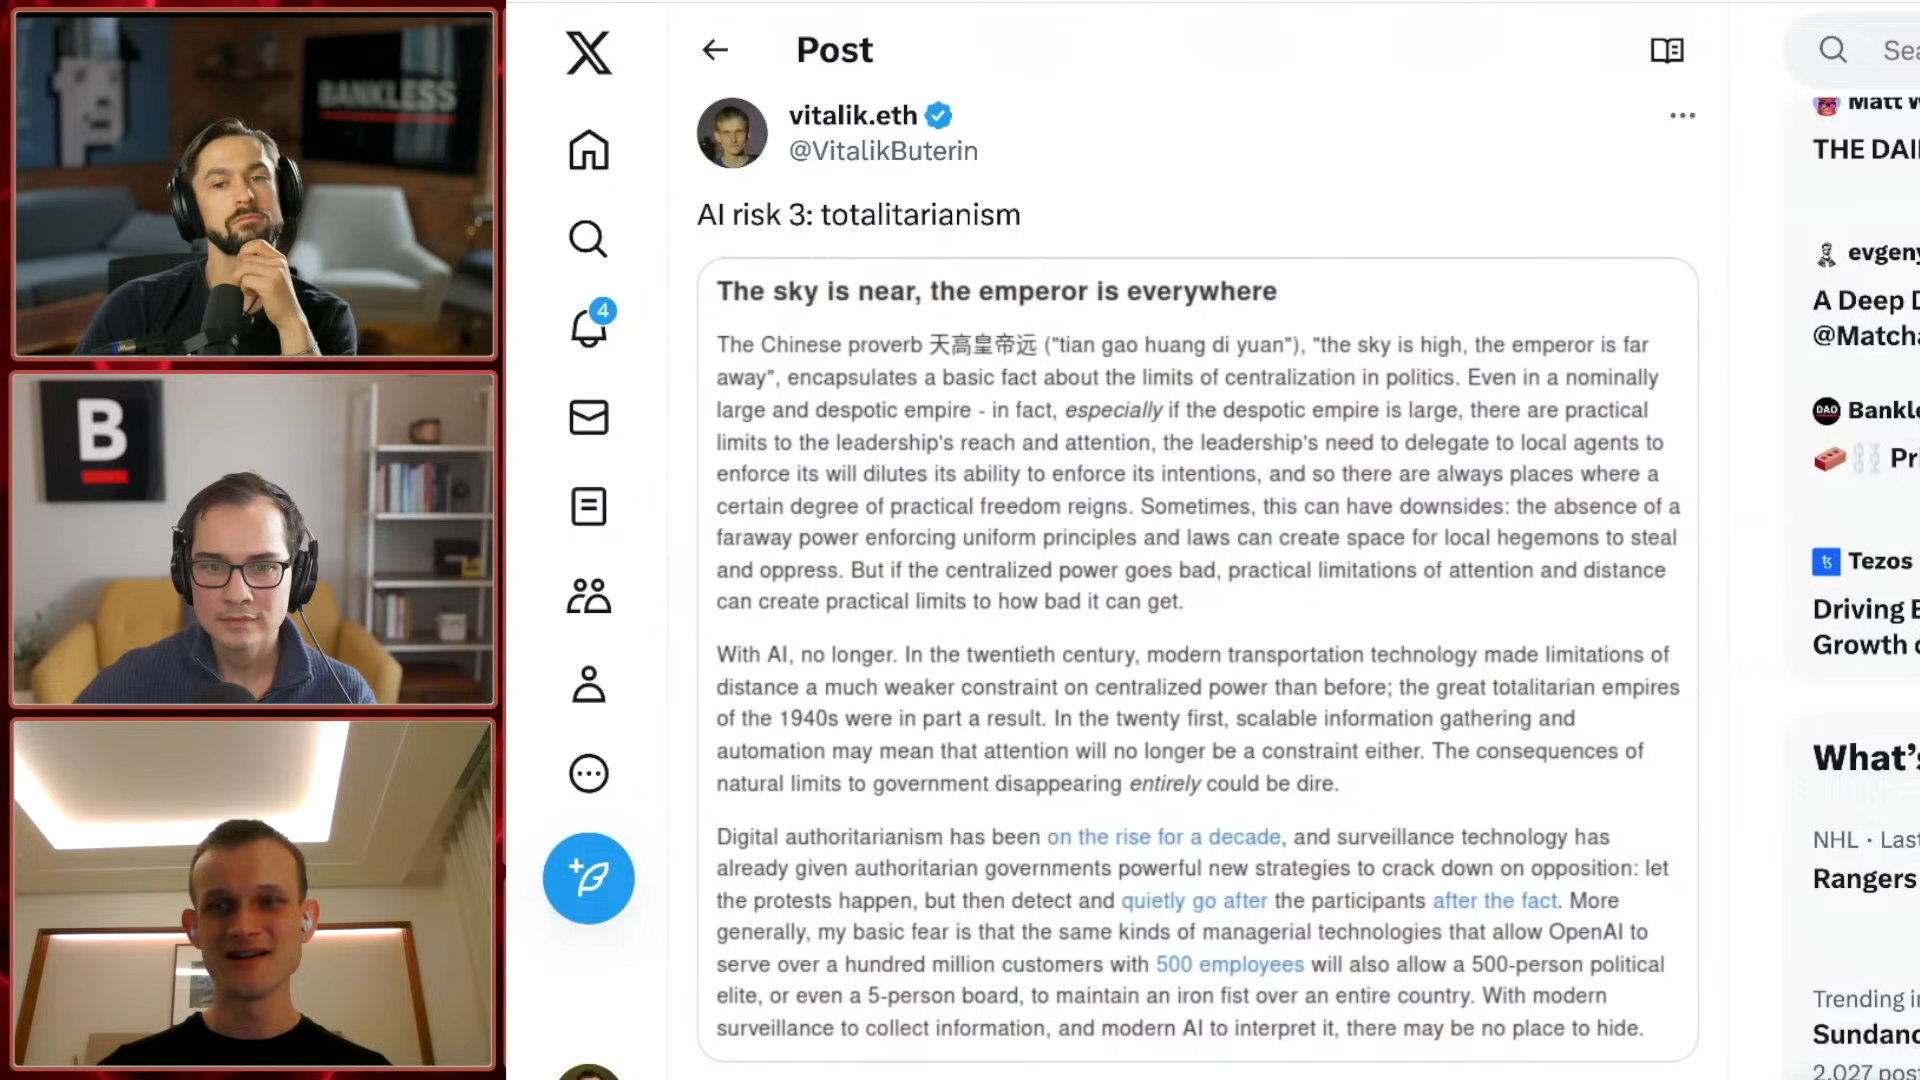 BANKLESS
B
Post
vitalik.eth
@VitalikButerin
AI risk 3: totalitarianism
The sky is near, the emperor is everywhere
The Chinese proverb 天高皇帝远 ("tian gao huang di yuan"), "the sky is high, the emperor is far
away", encapsulates a basic fact about the limits of centralization in politics. Even in a nominally
large and despotic empire - in fact, especially if the despotic empire is large, there are practical
limits to the leadership's reach and attention, the leadership's need to delegate to local agents to
enforce its will dilutes its ability to enforce its intentions, and so there are always places where a
certain degree of practical freedom reigns. Sometimes, this can have downsides: the absence of a
faraway power enforcing uniform principles and laws can create space for local hegemons to steal
and oppress. But if the centralized power goes bad, practical limitations of attention and distance
can create practical limits to how bad it can get.
With AI, no longer. In the twentieth century, modern transportation technology made limitations of
distance a much weaker constraint on centralized power than before; the great totalitarian empires
of the 1940s were in part a result. In the twenty first, scalable information gathering and
automation may mean that attention will no longer be a constraint either. The consequences of
natural limits to government disappearing entirely could be dire.
Digital authoritarianism has been on the rise for a decade, and surveillance technology has
already given authoritarian governments powerful new strategies to crack down on opposition: let
the protests happen, but then detect and quietly go after the participants after the fact. More
generally, my basic fear is that the same kinds of managerial technologies that allow OpenAI to
serve over a hundred million customers with 500 employees will also allow a 500-person political
elite, or even a 5-person board, to maintain an iron fist over an entire country. With modern
surveillance to collect information, and modern AI to interpret it, there may be no place to hide.
4
Sea
Matt W
THE DAI
evgeny
A Deep D
@Matcha
DAO
Bankle
Pri
Tezos
Driving E
Growth o
What's
NHL · Last
Rangers
Trending in
Sundanc
2,027 post